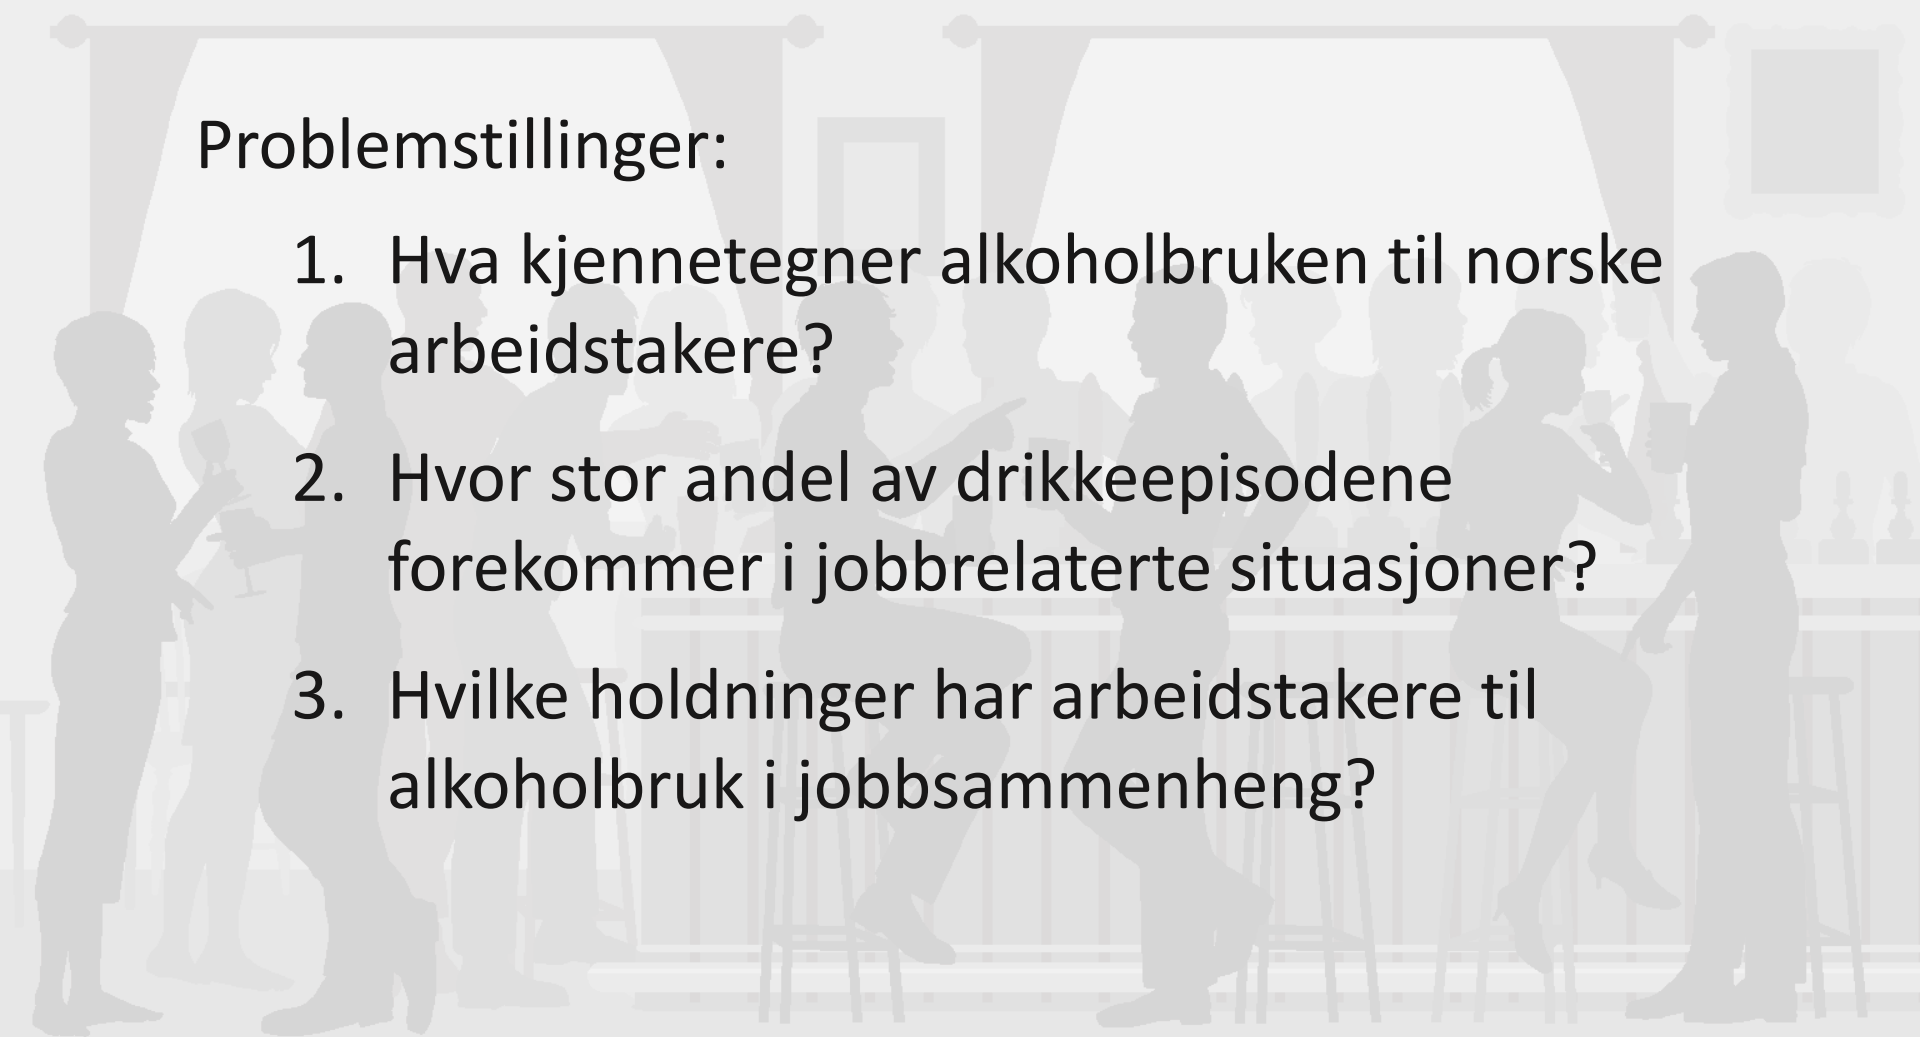 Problemstillinger:
1. Hva kjennetegner alkoholbruken til norske
arbeidstakere?
2. Hvor stor andel av drikkeepisodene
forekommer i jobbrelaterte situasjoner?
3. Hvilke holdninger har arbeidstakere til
alkoholbruk i jobbsammenheng?